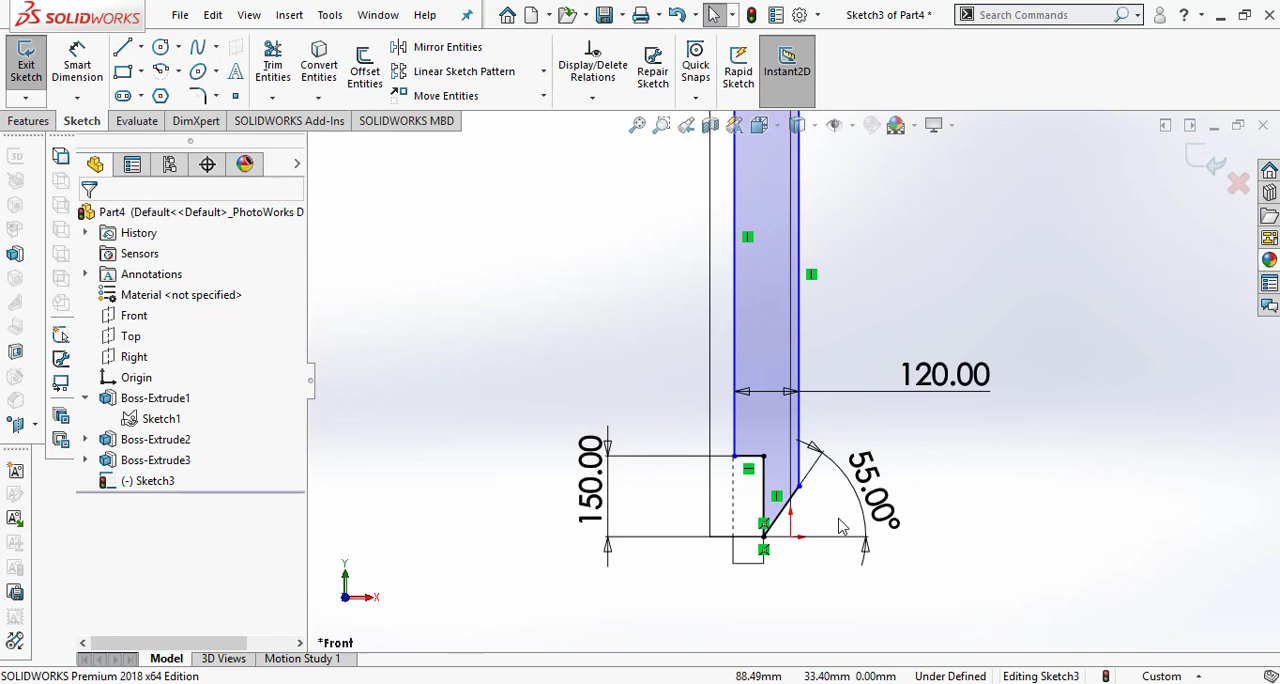 SOLIDWORKS File Edit View Insert Tools Window Help Sketch3 of Part4 * Search Commands ?
Exit Sketch Smart Dimension Trim Entities Convert Entities Offset Entities Mirror Entities Linear Sketch Pattern Move Entities Display/Delete Relations Repair Sketch Quick Snaps Rapid Sketch Instant2D
Features Sketch Evaluate DimXpert SOLIDWORKS Add-Ins SOLIDWORKS MBD
3D
Part4 (Default<<Default>_PhotoWorks D
History
Sensors
Annotations
Material <not specified>
Front
Top
Right
Origin
Boss-Extrude1
Sketch1
Boss-Extrude2
Boss-Extrude3
(-) Sketch3
120.00
150.00
55.00°
Y
X
*Front
Model 3D Views Motion Study 1
SOLIDWORKS Premium 2018 x64 Edition 88.49mm 33.40mm 0.00mm Under Defined Editing Sketch3 Custom